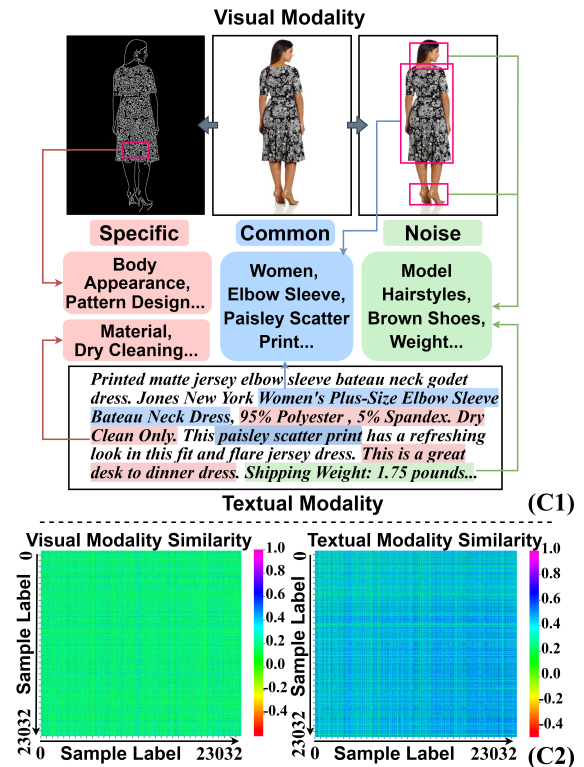 Visual Modality
Specific
Common
Noise
Body
Appearance,
Pattern Design...
Material,
Dry Cleaning...
Women,
Elbow Sleeve,
Paisley Scatter
Print...
Model
Hairstyles,
Brown Shoes,
Weight...
Printed matte jersey elbow sleeve bateau neck godet
dress. Jones New York Women's Plus-Size Elbow Sleeve
Bateau Neck Dress, 95% Polyester , 5% Spandex. Dry
Clean Only. This paisley scatter print has a refreshing
look in this fit and flare jersey dress. This is a great
desk to dinner dress. Shipping Weight: 1.75 pounds...
Textual Modality
(C1)
Visual Modality Similarity
0
Sample Label
23032
0
Sample Label
23032
1.0
0.8
0.6
0.4
0.2
0.0
-0.2
-0.4
Textual Modality Similarity
0
Sample Label
23032
0
Sample Label
23032
1.0
0.8
0.6
0.4
0.2
0.0
-0.2
-0.4
(C2)